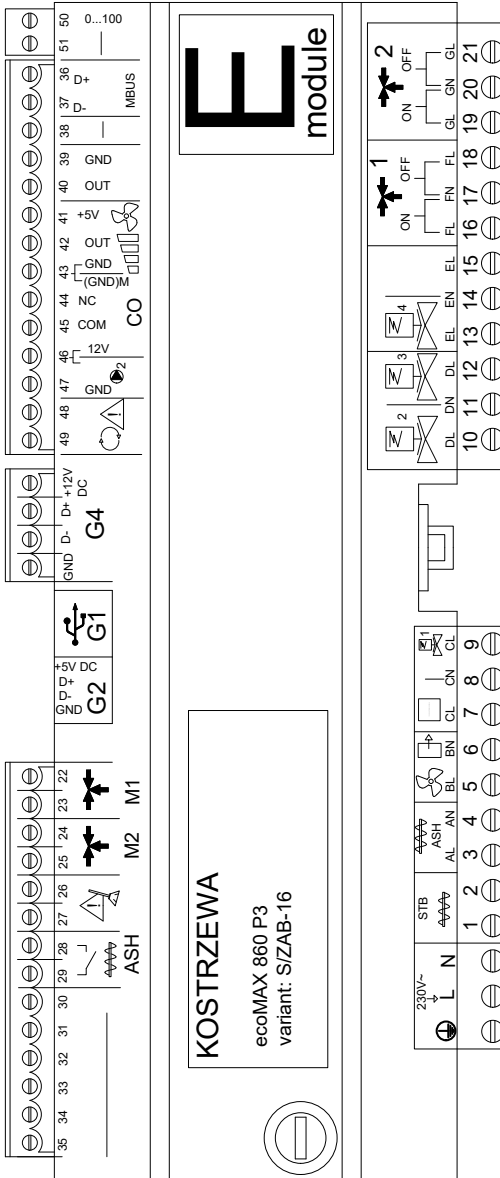 50 0...100
51
36 D+
37 D-
MBUS
38
39 GND
40 OUT
41 +5V
42 OUT
43 GND
(GND)M
44 NC
45 COM
CO
46 12V
47 GND
2
48
49
+12V
DC
D+
D-
GND
G4
G1
+5V DC
D+
D-
GND
G2
22
23
M1
24
25
M2
26
27
28
29
ASH
30
31
32
33
34
35
E
module
KOSTRZEWA
ecoMAX 860 P3
variant: S/ZAB-16
2
OFF
ON
GL 21
GN 20
GL 19
1
OFF
ON
FL 18
FN 17
FL 16
EL 15
EN 14
4
EL 13
3
DL 12
DN 11
2
DL 10
1
CL 9
CN 8
CL 7
BN 6
BL 5
AN 4
ASH
AL 3
STB
2
1
230V~
N
L